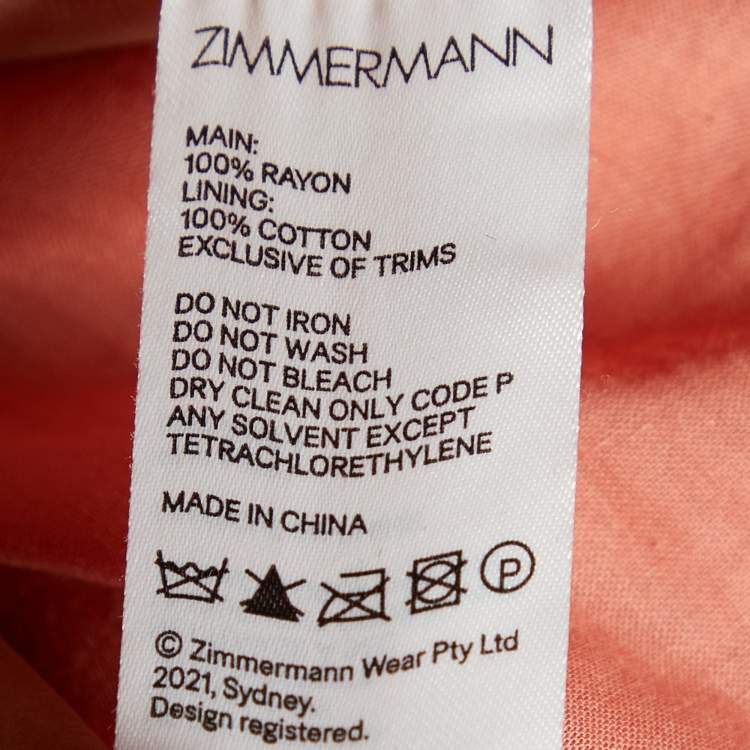 ZIMMERMANN
MAIN:
100% RAYON
LINING:
100% COTTON
EXCLUSIVE OF TRIMS
DO NOT IRON
DO NOT WASH
DO NOT BLEACH
DRY CLEAN ONLY CODE P
ANY SOLVENT EXCEPT
TETRACHLORETHYLENE
MADE IN CHINA
P
© Zimmermann Wear Pty Ltd
2021, Sydney.
Design registered.